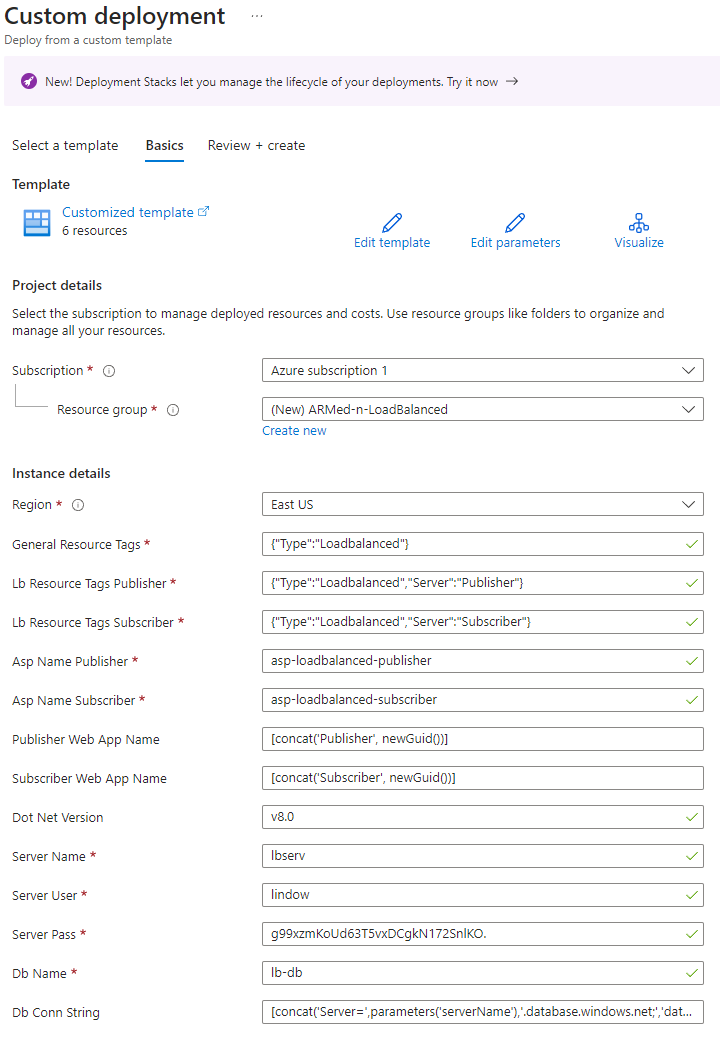 Custom deployment ...
Deploy from a custom template
New! Deployment Stacks let you manage the lifecycle of your deployments. Try it now →
Select a template Basics Review + create
Template
Customized template
6 resources
Edit template Edit parameters Visualize
Project details
Select the subscription to manage deployed resources and costs. Use resource groups like folders to organize and
manage all your resources.
Subscription * Azure subscription 1
Resource group * (New) ARMed-n-LoadBalanced
Create new
Instance details
Region * East US
General Resource Tags * {"Type":"Loadbalanced"}
Lb Resource Tags Publisher * {"Type":"Loadbalanced","Server":"Publisher"}
Lb Resource Tags Subscriber * {"Type":"Loadbalanced","Server":"Subscriber"}
Asp Name Publisher * asp-loadbalanced-publisher
Asp Name Subscriber * asp-loadbalanced-subscriber
Publisher Web App Name [concat('Publisher', newGuid())]
Subscriber Web App Name [concat('Subscriber', newGuid())]
Dot Net Version v8.0
Server Name * lbserv
Server User * lindow
Server Pass * g99xzmKoUd63T5vxDCgkN172SnlKO.
Db Name * lb-db
Db Conn String [concat('Server=',parameters('serverName'),'.database.windows.net;','dat...